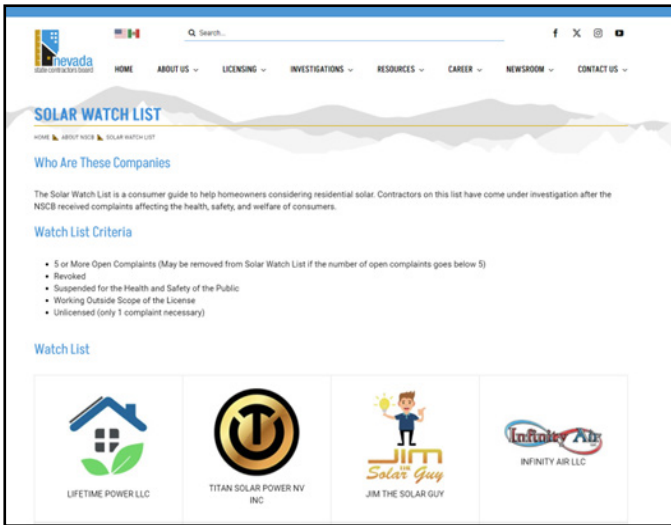 Search...
nevada
state contractors board
HOME ABOUT US LICENSING INVESTIGATIONS RESOURCES CAREER NEWSROOM CONTACT US
SOLAR WATCH LIST
HOME ABOUT NSCB SOLAR WATCH LIST
Who Are These Companies
The Solar Watch List is a consumer guide to help homeowners considering residential solar. Contractors on this list have come under investigation after the
NSCB received complaints affecting the health, safety, and welfare of consumers.
Watch List Criteria
• 5 or More Open Complaints (May be removed from Solar Watch List if the number of open complaints goes below 5)
• Revoked
• Suspended for the Health and Safety of the Public
• Working Outside Scope of the License
• Unlicensed (only 1 complaint necessary)
Watch List
JIM
THE
Solar Guy
Infinity Air
LIFETIME POWER LLC
TITAN SOLAR POWER NV
INC
JIM THE SOLAR GUY
INFINITY AIR LLC